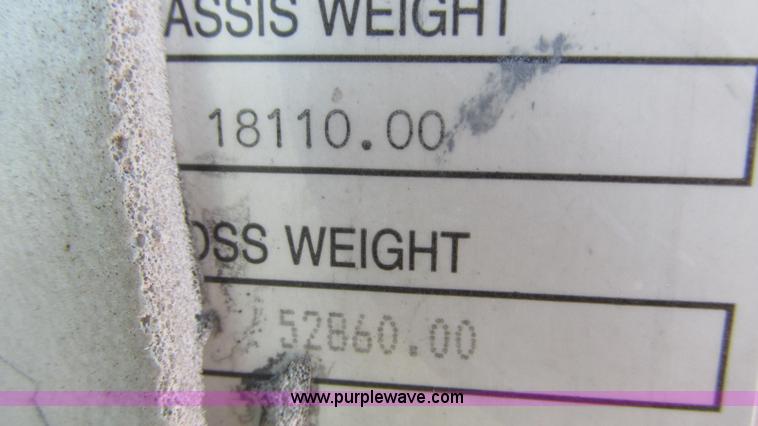 ASSIS WEIGHT
18110.00
OSS WEIGHT
52860.00
www.purplewave.com